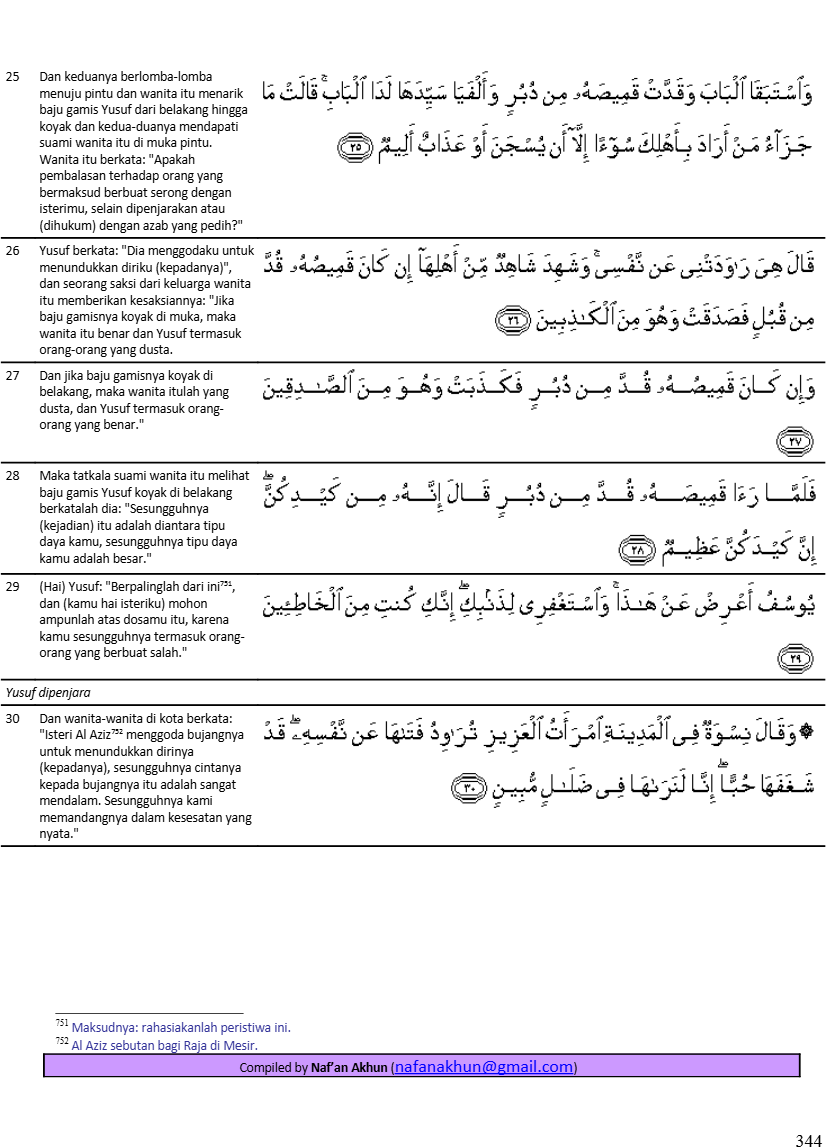 25
Dan keduanya berlomba-lomba
menuju pintu dan wanita itu menarik
baju gamis Yusuf dari belakang hingga
koyak dan kedua-duanya mendapati
suami wanita itu di muka pintu.
Wanita itu berkata: "Apakah
pembalasan terhadap orang yang
bermaksud berbuat serong dengan
isterimu, selain dipenjarakan atau
(dihukum) dengan azab yang pedih?"
وَٱسْتَبَقَا ٱلْبَابَ وَقَدَّتْ قَمِيصَهُۥ مِن دُبُرٍ وَأَلْفَيَا سَيِّدَهَا لَدَا ٱلْبَابِ ۚ قَالَتْ مَا
جَزَآءُ مَنْ أَرَادَ بِأَهْلِكَ سُوٓءًا إِلَّآ أَن يُسْجَنَ أَوْ عَذَابٌ أَلِيمٌ ﴿٢٥﴾
26
Yusuf berkata: "Dia menggodaku untuk
menundukkan diriku (kepadanya)",
dan seorang saksi dari keluarga wanita
itu memberikan kesaksiannya: "Jika
baju gamisnya koyak di muka, maka
wanita itu benar dan Yusuf termasuk
orang-orang yang dusta.
قَالَ هِىَ رَٰوَدَتْنِى عَن نَّفْسِى ۚ وَشَهِدَ شَاهِدٌ مِّنْ أَهْلِهَآ إِن كَانَ قَمِيصُهُۥ قُدَّ
مِن قُبُلٍ فَصَدَقَتْ وَهُوَ مِنَ ٱلْكَٰذِبِينَ ﴿٢٦﴾
27
Dan jika baju gamisnya koyak di
belakang, maka wanita itulah yang
dusta, dan Yusuf termasuk orang-
orang yang benar."
وَإِن كَانَ قَمِيصُهُۥ قُدَّ مِن دُبُرٍ فَكَذَبَتْ وَهُوَ مِنَ ٱلصَّٰدِقِينَ
﴿٢٧﴾
28
Maka tatkala suami wanita itu melihat
baju gamis Yusuf koyak di belakang
berkatalah dia: "Sesungguhnya
(kejadian) itu adalah diantara tipu
daya kamu, sesungguhnya tipu daya
kamu adalah besar."
فَلَمَّا رَءَا قَمِيصَهُۥ قُدَّ مِن دُبُرٍ قَالَ إِنَّهُۥ مِن كَيْدِكُنَّ ۖ
إِنَّ كَيْدَكُنَّ عَظِيمٌ ﴿٢٨﴾
29
(Hai) Yusuf: "Berpalinglah dari ini⁷⁵¹,
dan (kamu hai isteriku) mohon
ampunlah atas dosamu itu, karena
kamu sesungguhnya termasuk orang-
orang yang berbuat salah."
يُوسُفُ أَعْرِضْ عَنْ هَٰذَا ۚ وَٱسْتَغْفِرِى لِذَنۢبِكِ ۖ إِنَّكِ كُنتِ مِنَ ٱلْخَاطِـِٔينَ
﴿٢٩﴾
Yusuf dipenjara
30
Dan wanita-wanita di kota berkata:
"Isteri Al Aziz⁷⁵² menggoda bujangnya
untuk menundukkan dirinya
(kepadanya), sesungguhnya cintanya
kepada bujangnya itu adalah sangat
mendalam. Sesungguhnya kami
memandangnya dalam kesesatan yang
nyata."
۞ وَقَالَ نِسْوَةٌ فِى ٱلْمَدِينَةِ ٱمْرَأَتُ ٱلْعَزِيزِ تُرَٰوِدُ فَتَىٰهَا عَن نَّفْسِهِۦ ۖ قَدْ
شَغَفَهَا حُبًّا ۖ إِنَّا لَنَرَىٰهَا فِى ضَلَٰلٍ مُّبِينٍ ﴿٣٠﴾
⁷⁵¹ Maksudnya: rahasiakanlah peristiwa ini.
⁷⁵² Al Aziz sebutan bagi Raja di Mesir.
Compiled by Naf'an Akhun (nafanakhun@gmail.com)
344